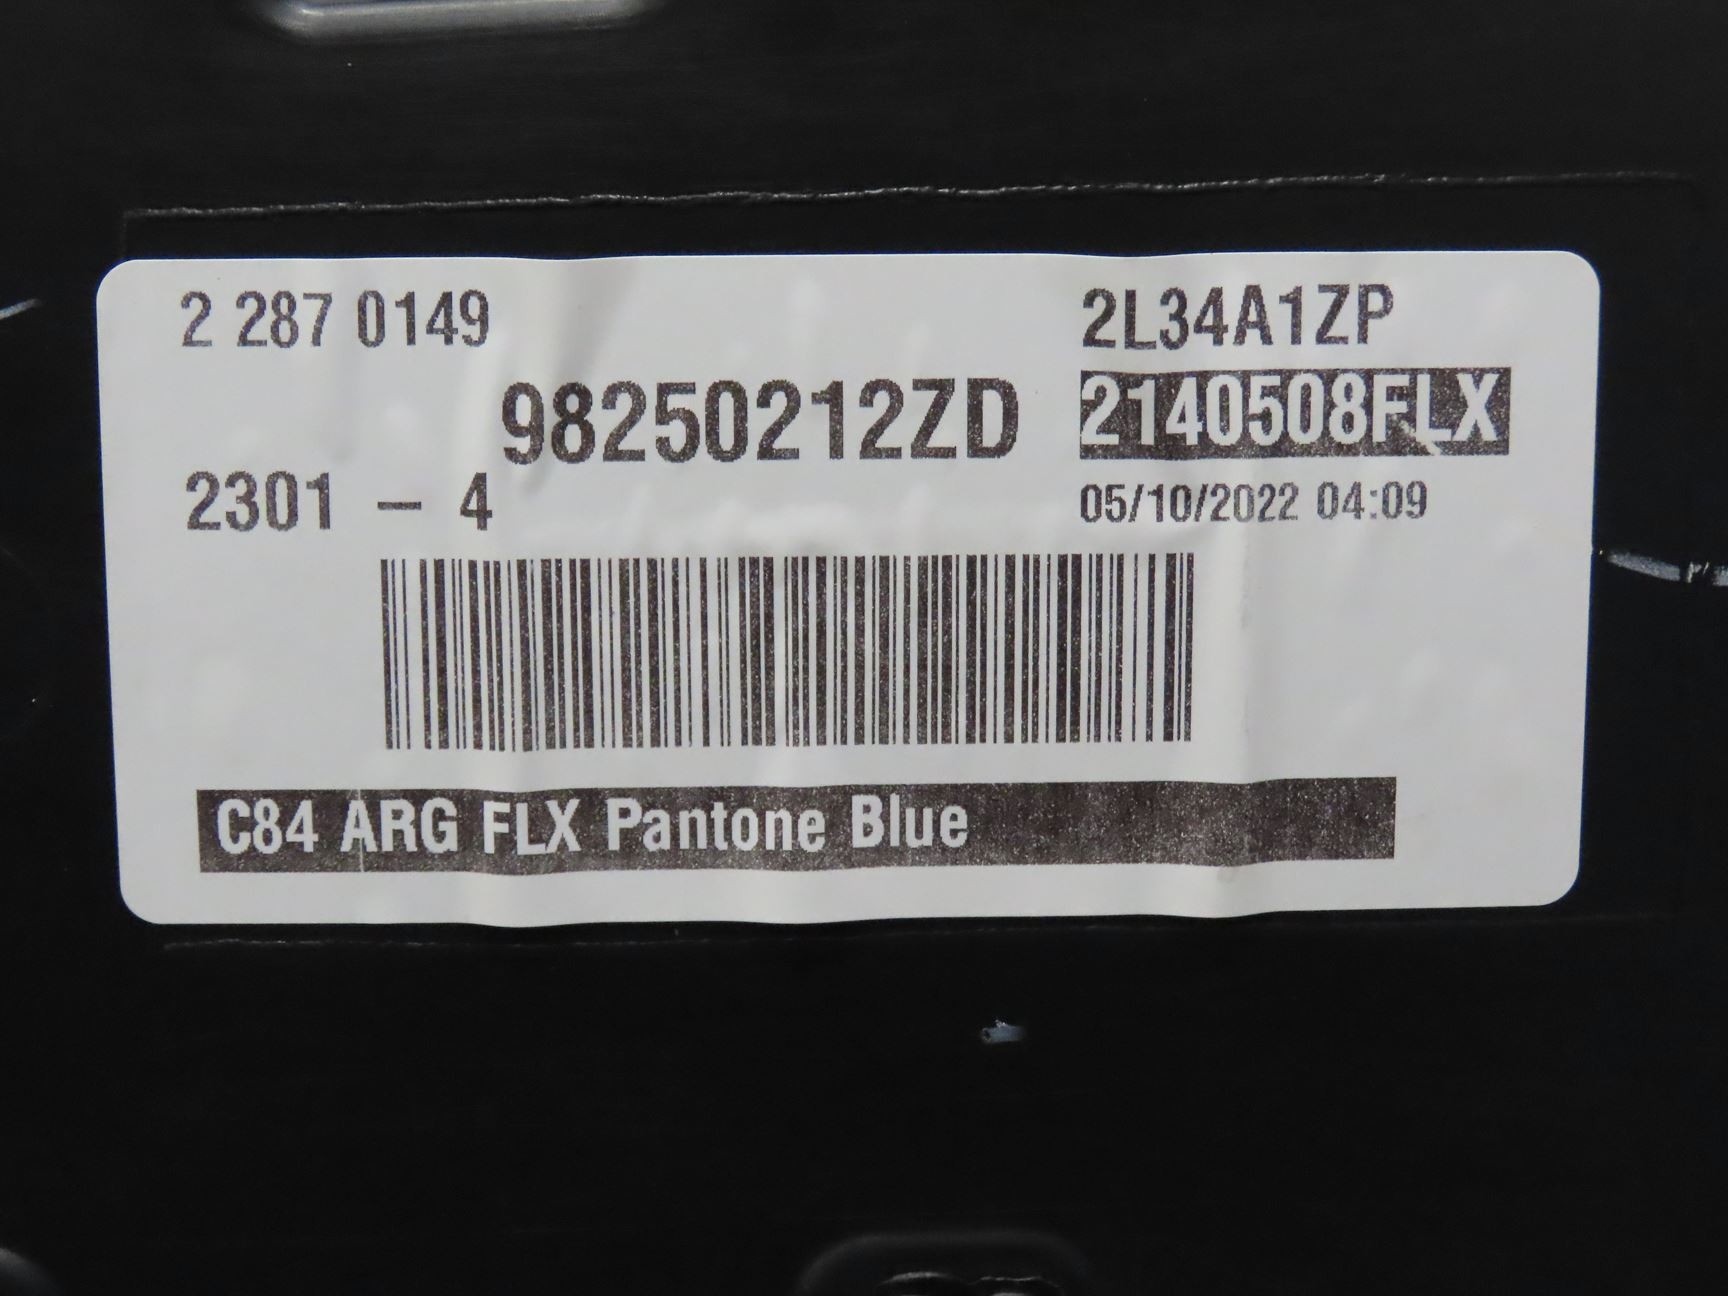 2 287 0149
2L34A1ZP
98250212ZD
2140508FLX
2301 - 4
05/10/2022 04:09
C84 ARG FLX Pantone Blue